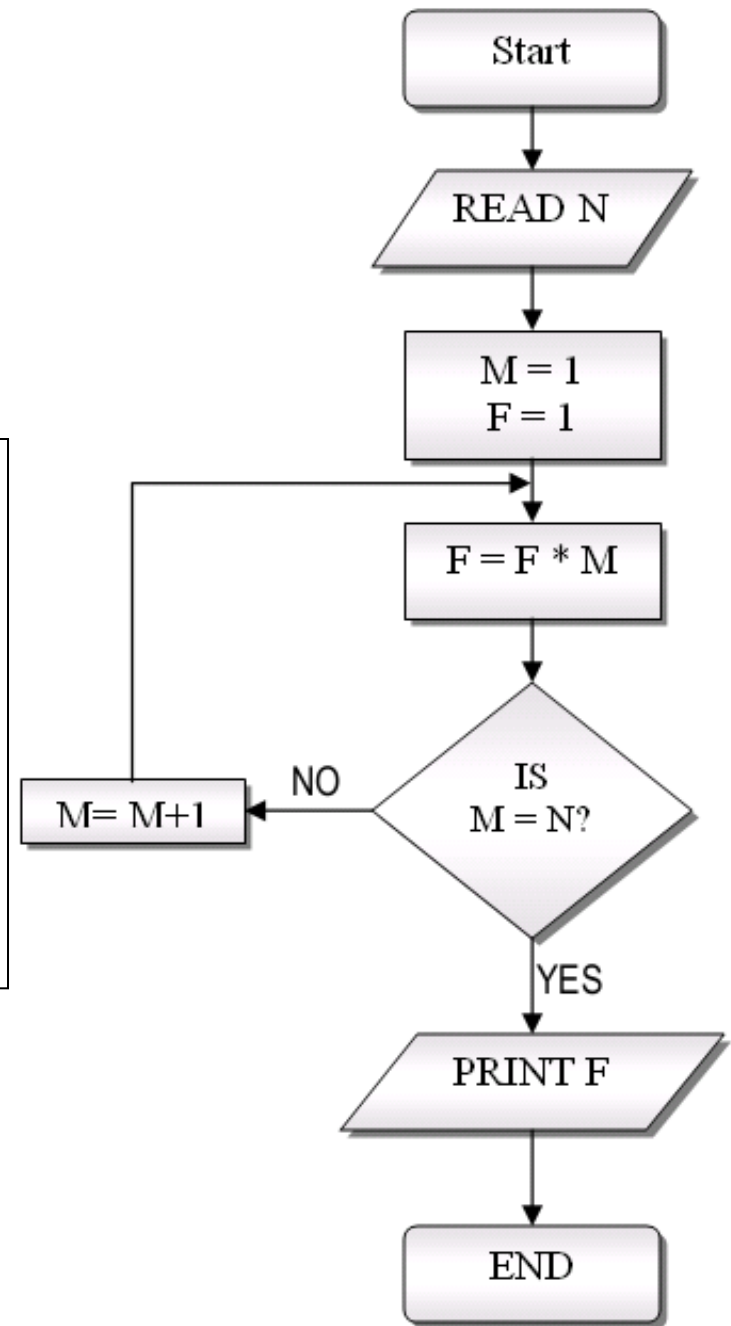 Start
READ N
M = 1
F = 1
F = F * M
IS
M = N?
NO
M= M+1
YES
PRINT F
END